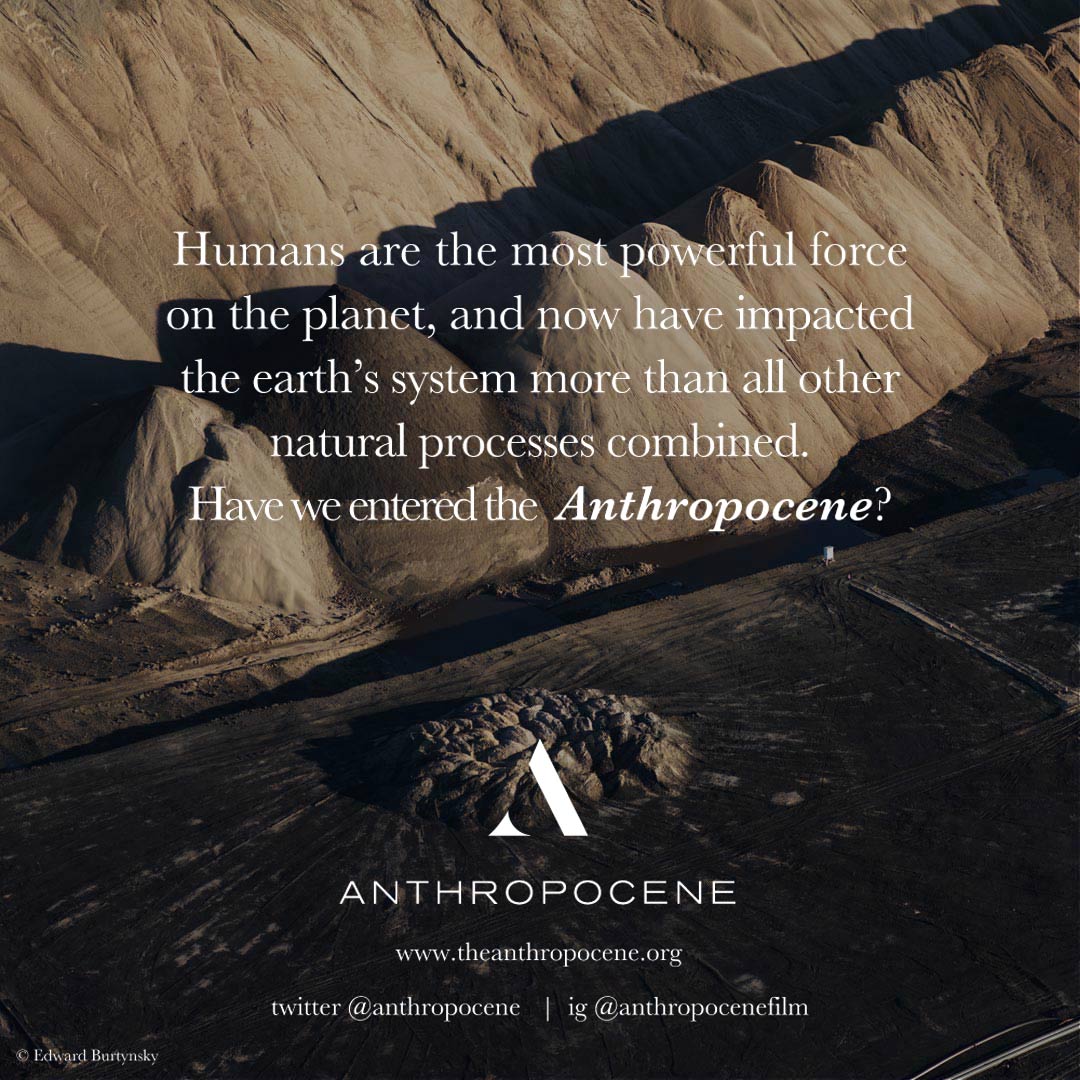 Humans are the most powerful force
on the planet, and now have impacted
the earth’s system more than all other
natural processes combined.
Have we entered the Anthropocene?
ANTHROPOCENE
www.theanthropocene.org
twitter @anthropocene | ig @anthropocenefilm
© Edward Burtynsky